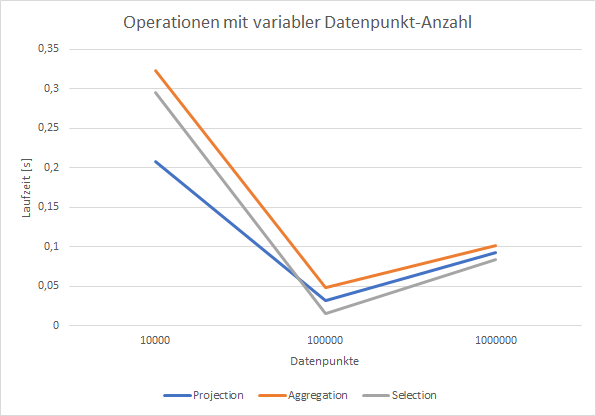 Operationen mit variabler Datenpunkt-Anzahl
0,35
0,3
0,25
0,2
0,15
0,1
0,05
0
Laufzeit [s]
10000 100000 1000000
Datenpunkte
Projection Aggregation Selection